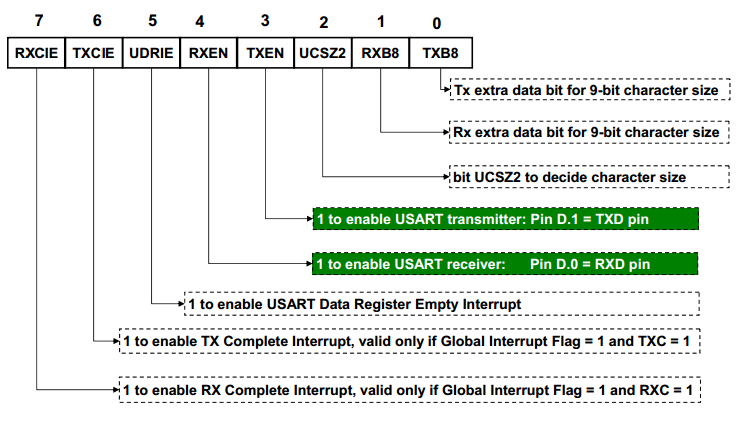 7 6 5 4 3 2 1 0
RXCIE TXCIE UDRIE RXEN TXEN UCSZ2 RXB8 TXB8
Tx extra data bit for 9-bit character size
Rx extra data bit for 9-bit character size
bit UCSZ2 to decide character size
1 to enable USART transmitter: Pin D.1 = TXD pin
1 to enable USART receiver: Pin D.0 = RXD pin
1 to enable USART Data Register Empty Interrupt
1 to enable TX Complete Interrupt, valid only if Global Interrupt Flag = 1 and TXC = 1
1 to enable RX Complete Interrupt, valid only if Global Interrupt Flag = 1 and RXC = 1